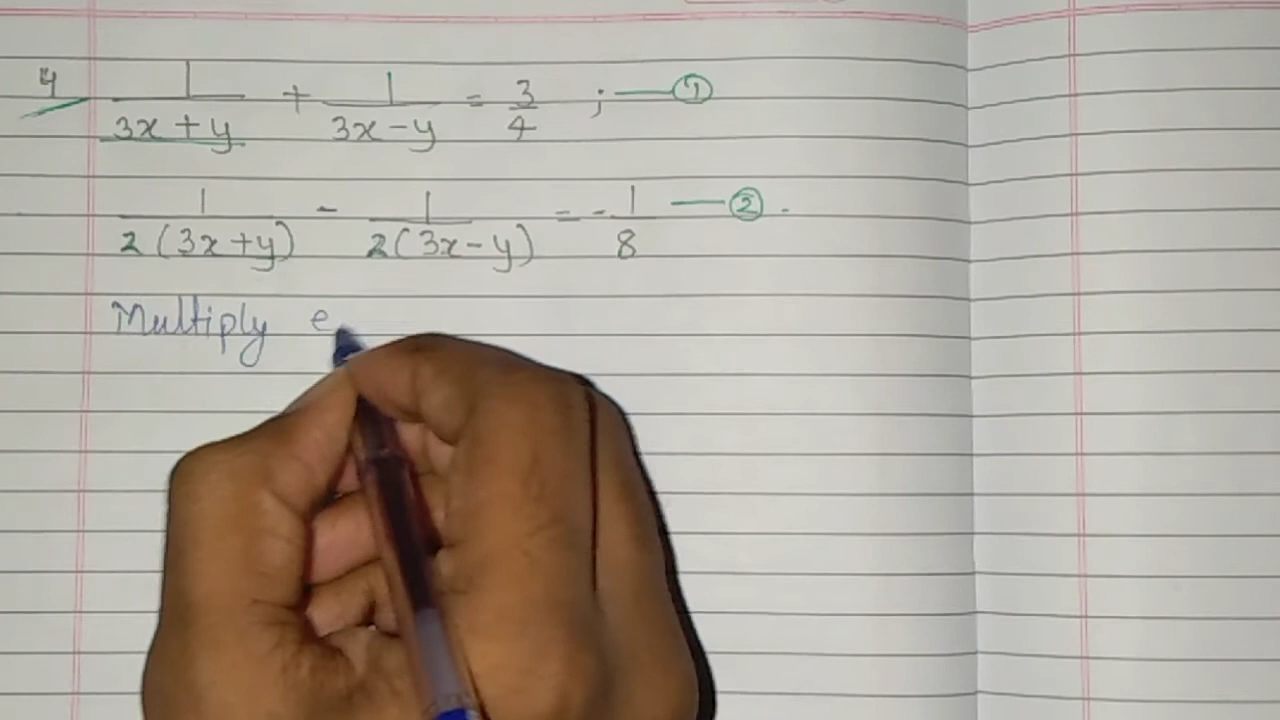 4 1/(3x+y) + 1/(3x-y) = 3/4 ; —①
1/(2(3x+y)) - 1/(2(3x-y)) = -1/8 —② .
Multiply e